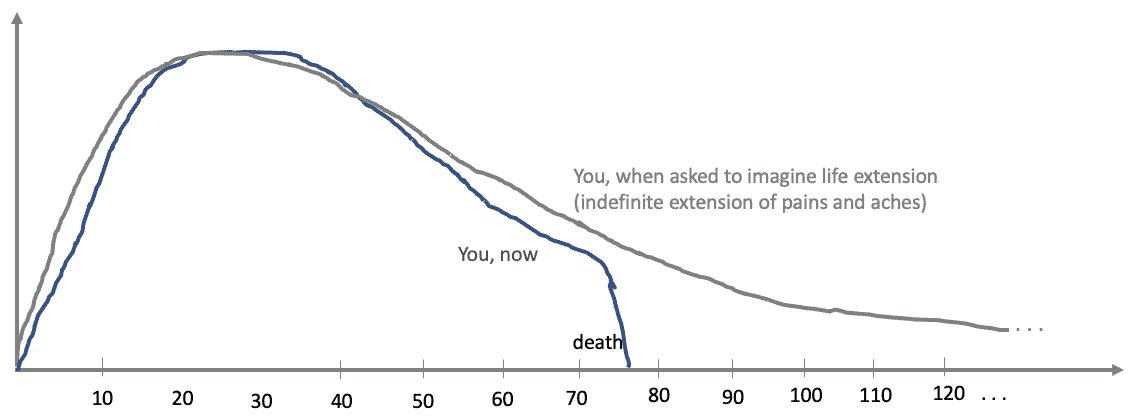 You, when asked to imagine life extension
(indefinite extension of pains and aches)
You, now
death
10 20 30 40 50 60 70 80 90 100 110 120 ...